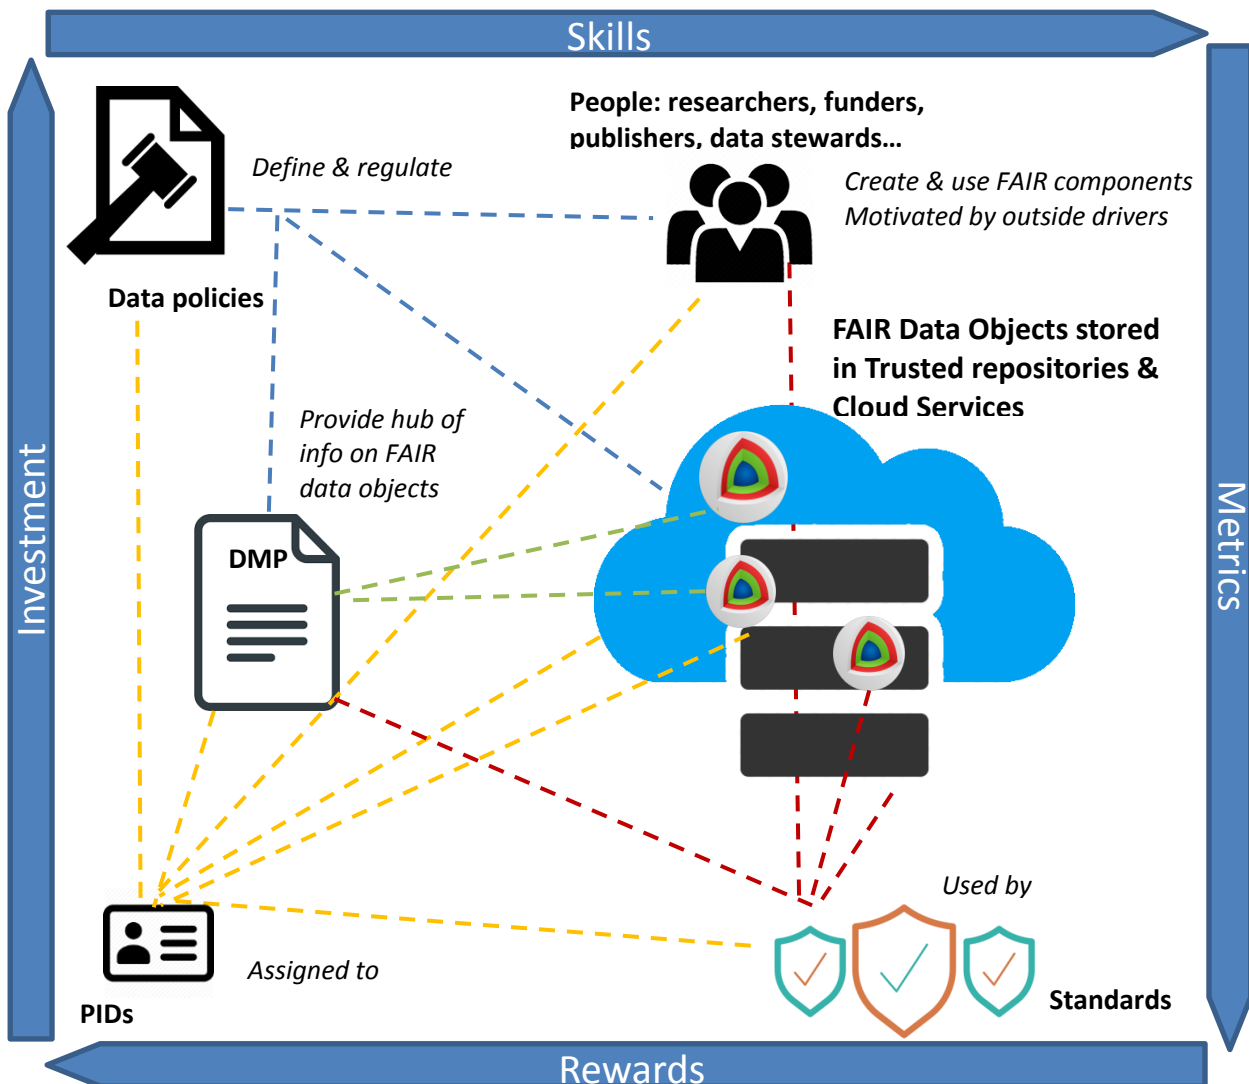 Skills
People: researchers, funders,
publishers, data stewards...
Define & regulate
Create & use FAIR components
Motivated by outside drivers
Data policies
FAIR Data Objects stored
in Trusted repositories &
Cloud Services
Provide hub of
info on FAIR
data objects
Investment
Metrics
DMP
Used by
Assigned to
PIDs
Standards
Rewards